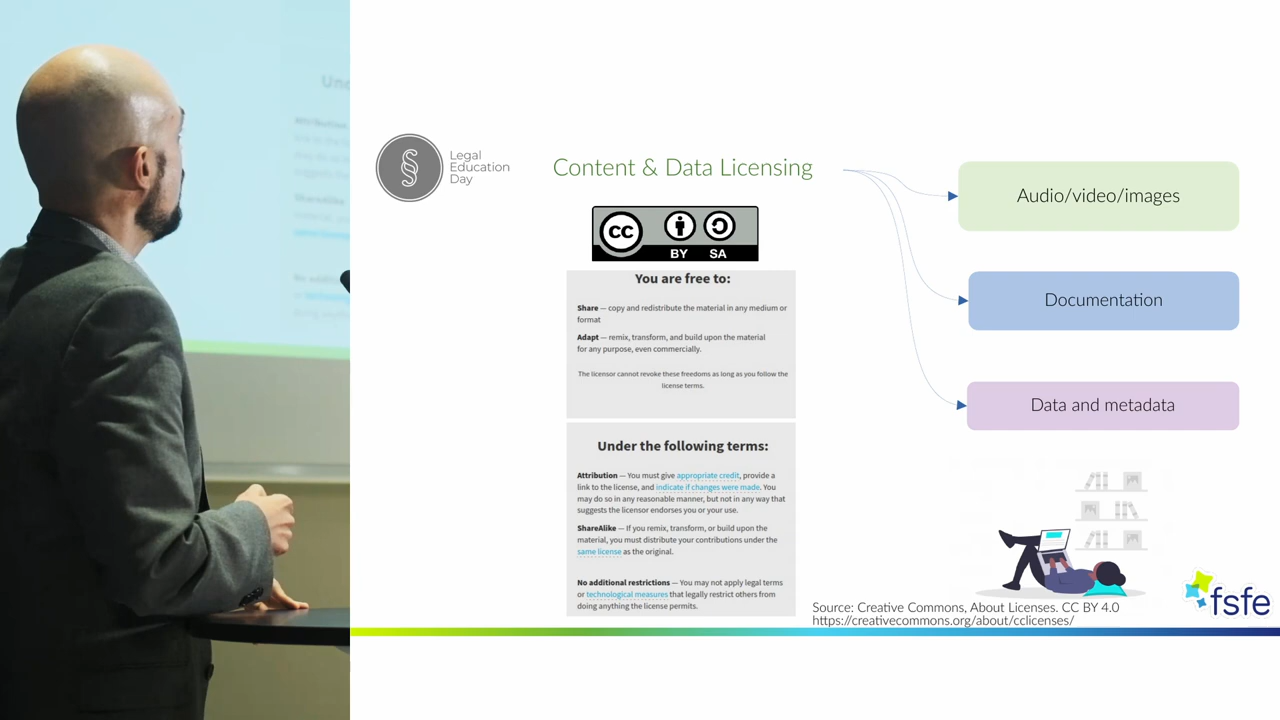 Legal
Education
Day
Content & Data Licensing
CC
BY SA
You are free to:
Share — copy and redistribute the material in any medium or
format
Adapt — remix, transform, and build upon the material
for any purpose, even commercially.
The licensor cannot revoke these freedoms as long as you follow the
license terms.
Under the following terms:
Attribution — You must give appropriate credit, provide a
link to the license, and indicate if changes were made. You
may do so in any reasonable manner, but not in any way that
suggests the licensor endorses you or your use.
ShareAlike — If you remix, transform, or build upon the
material, you must distribute your contributions under the
same license as the original.
No additional restrictions — You may not apply legal terms
or technological measures that legally restrict others from
doing anything the license permits.
Audio/video/images
Documentation
Data and metadata
Source: Creative Commons, About Licenses. CC BY 4.0
https://creativecommons.org/about/cclicenses/
fsfe